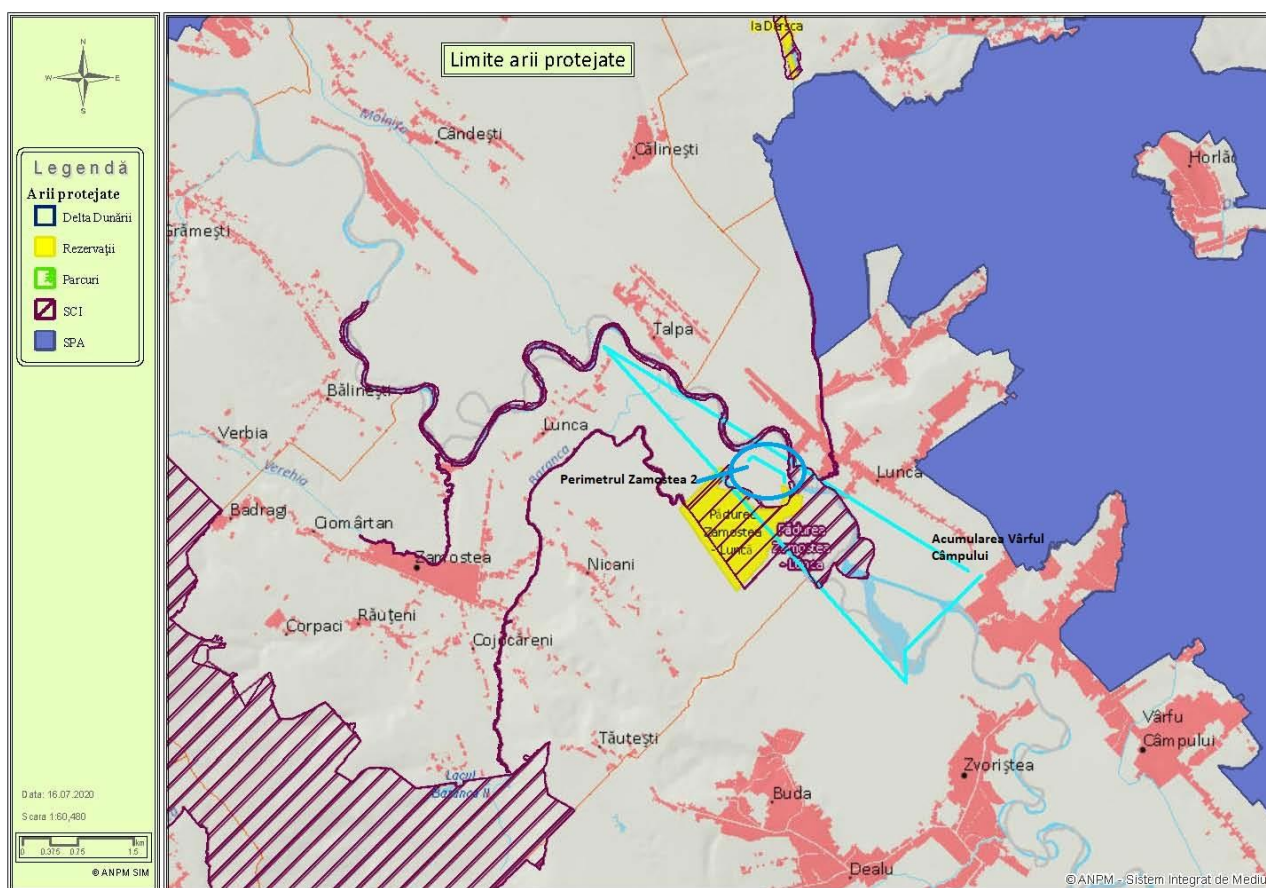 N
W
E
S
Legendă
Arii protejate
Delta Dunării
Rezervații
Parcuri
SCI
SPA
Data: 16.07.2020
Scara 1:60,480
km
0 0.375 0.75 1.5
© ANPM SIM
Limite arii protejate
la Dersca
Molnița
Cândești
Călinești
Horlăc
Grămești
Talpa
Bălinești
Verbia
Verehia
Lunca
Baranca
Perimetrul Zamostea 2
Lunca
Badragi
Ciomârtan
Zamostea
Pădurea
Zamostea
- Luncă
Pădurea
Zamostea
- Lunca
Acumularea Vârful
Câmpului
Nicani
Răuțeni
Corpaci
Cojocăreni
Tăutești
Lacul
Baranca II
Vârfu
Câmpului
Zvoriștea
Buda
Dealu
© ANPM - Sistem Integrat de Mediu